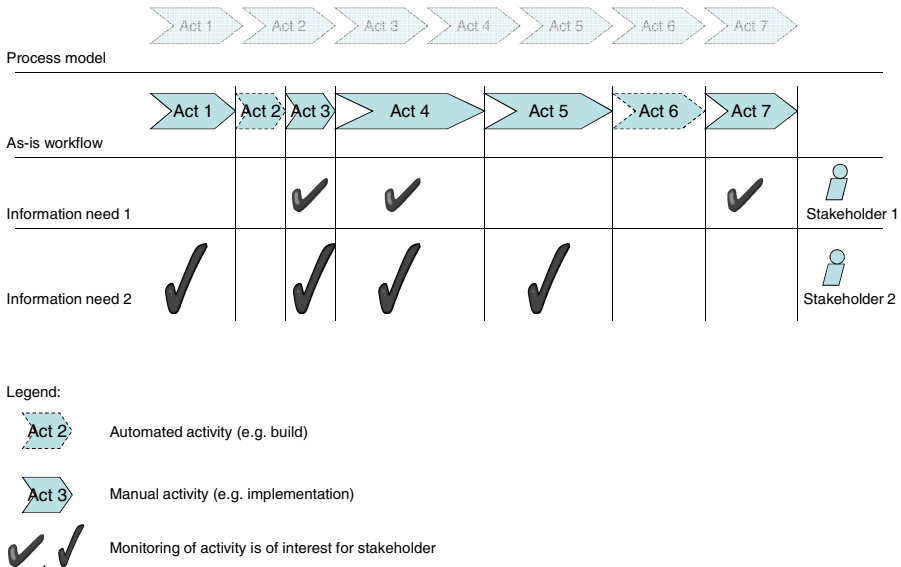 Act 1 Act 2 Act 3 Act 4 Act 5 Act 6 Act 7
Process model
Act 1 Act 2 Act 3 Act 4 Act 5 Act 6 Act 7
As-is workflow
Information need 1
Stakeholder 1
Information need 2
Stakeholder 2
Legend:
Act 2 Automated activity (e.g. build)
Act 3 Manual activity (e.g. implementation)
, Monitoring of activity is of interest for stakeholder